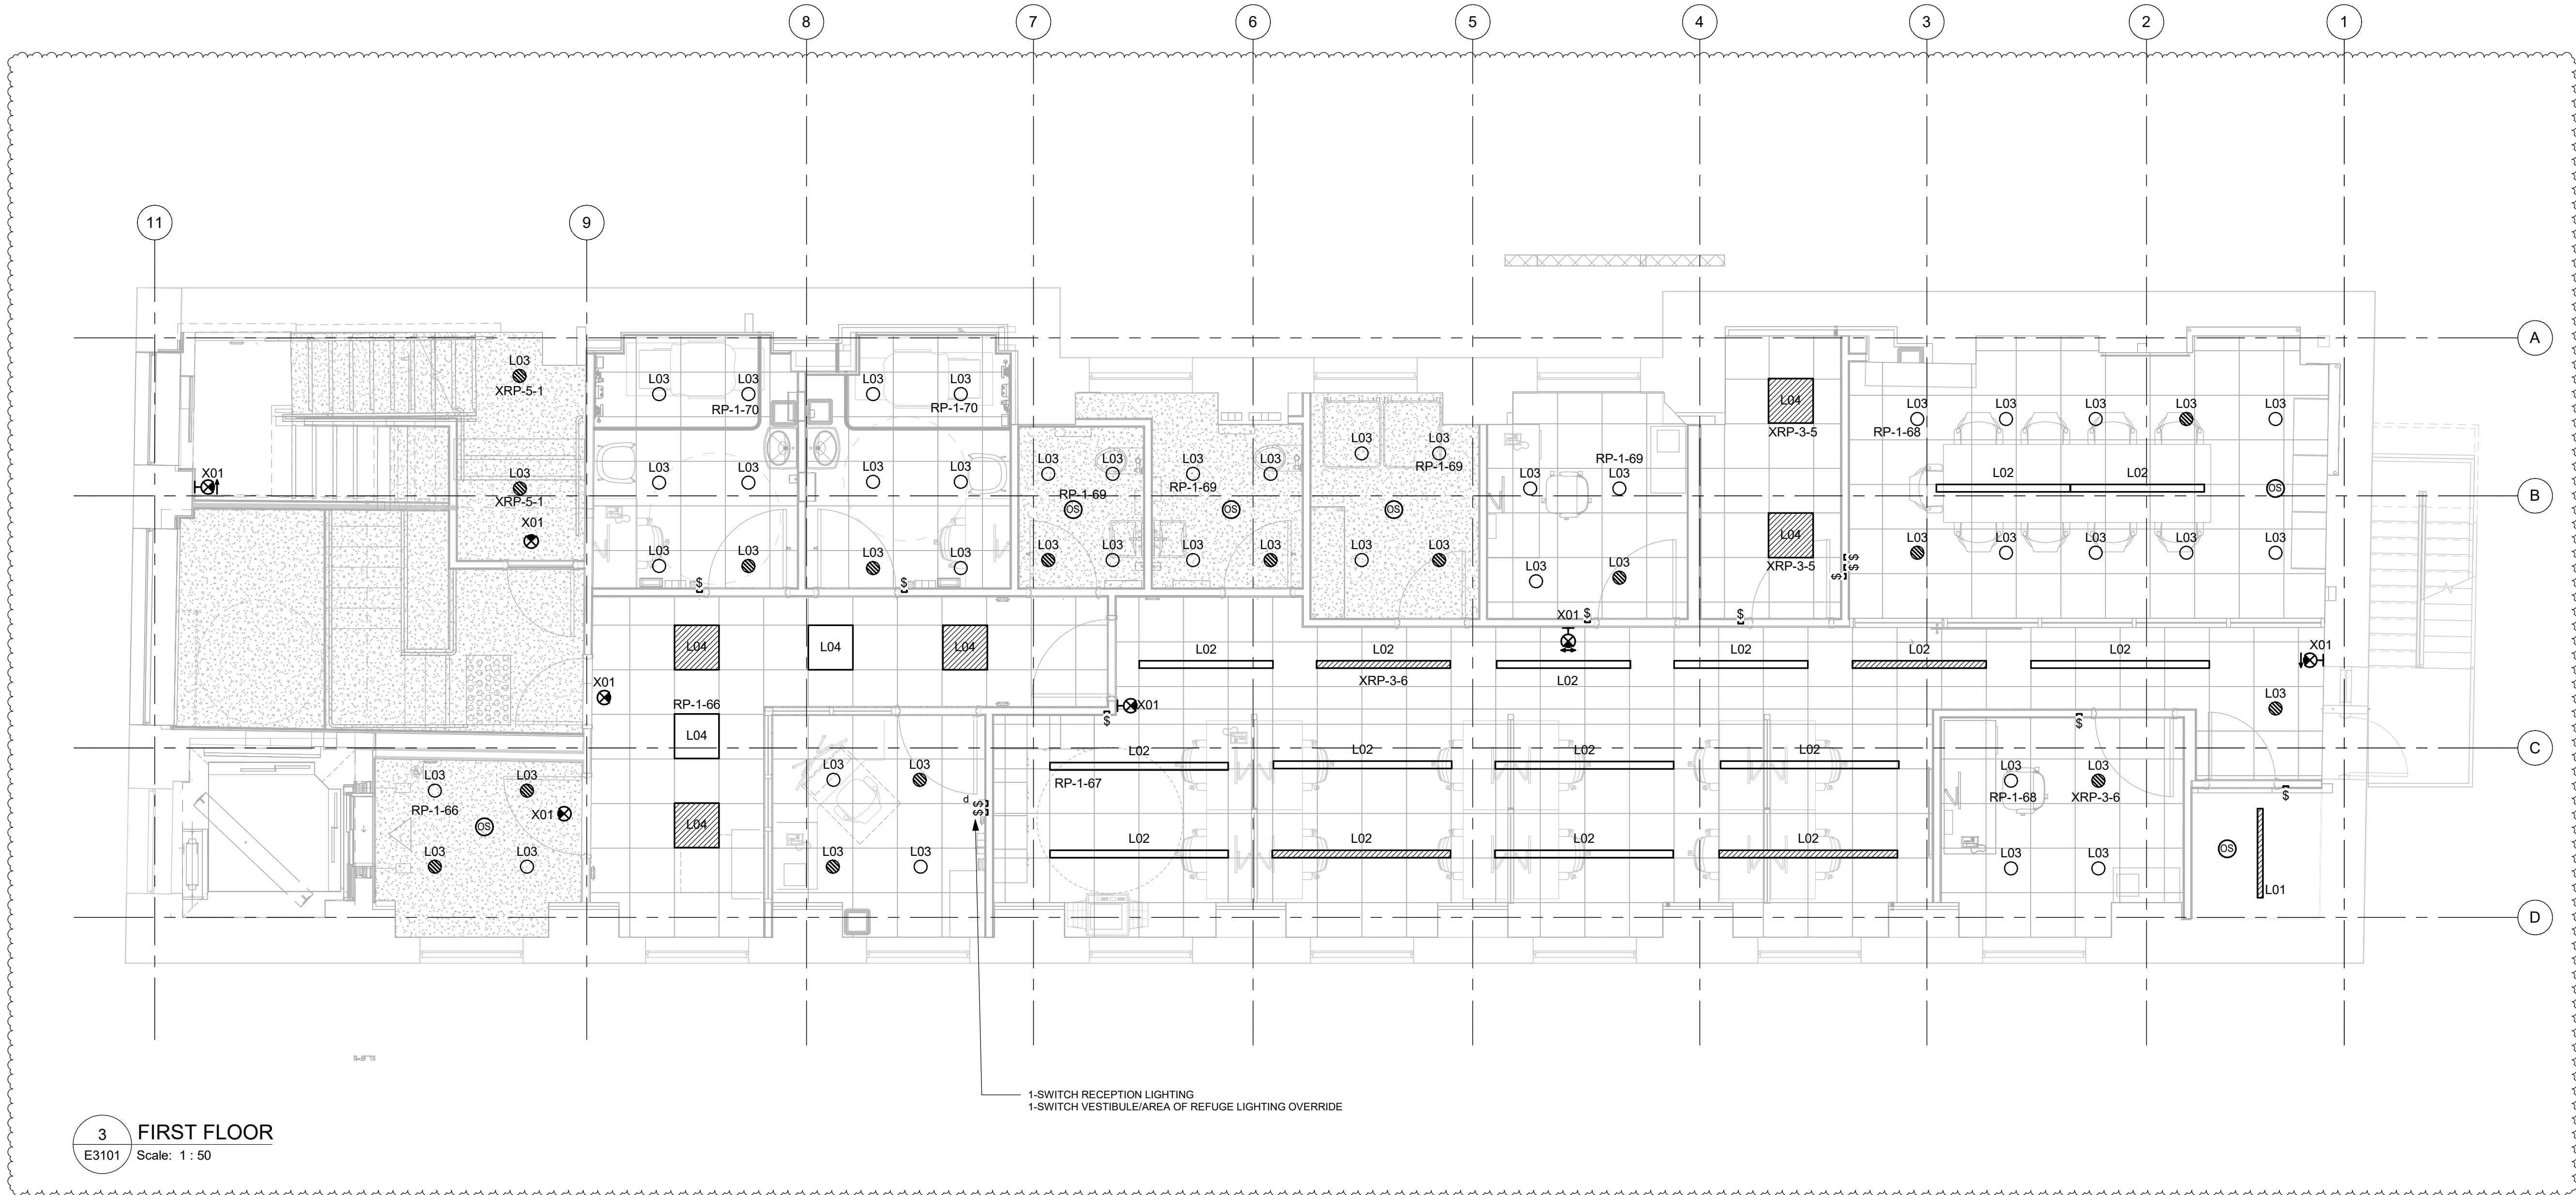 8 7 6 5 4 3 2 1
11 9
A
L03
XRP-5-1
L03 L03 L03 L03
RP-1-70 RP-1-70
L04
XRP-3-5
L03 L03 L03 L03 L03
RP-1-68
L03 L03
RP-1-69
L03
XRP-5-1
X01
X01
L03 L03 L03 L03
L03 L03
RP-1-69
OS
L03 L03
RP-1-69
OS
OS
L03 L03
RP-1-69
L02 L02
OS
B
L04
XRP-3-5
L03 L03 L03 L03
L03 L03 L03 L03
L03 L03
L03 L03
L03 L03 L03 L03 L03
$ $
$ $
$
X01 $ $
L04 L04 L04
L02 L02 L02 L02 L02
XRP-3-6 L02
X01
X01
RP-1-66
L04
X01
$
L03
$
L02 L02 L02 L02
RP-1-67
C
L03 L03
RP-1-66
OS
X01
L03 L03
L03 L03
d $
$
L03 L03
RP-1-68 XRP-3-6
$
L04
L03 L03
L02 L02 L02 L02
L03 L03
OS
L01
D
1-SWITCH RECEPTION LIGHTING
1-SWITCH VESTIBULE/AREA OF REFUGE LIGHTING OVERRIDE
3 FIRST FLOOR
E3101 Scale: 1 : 50